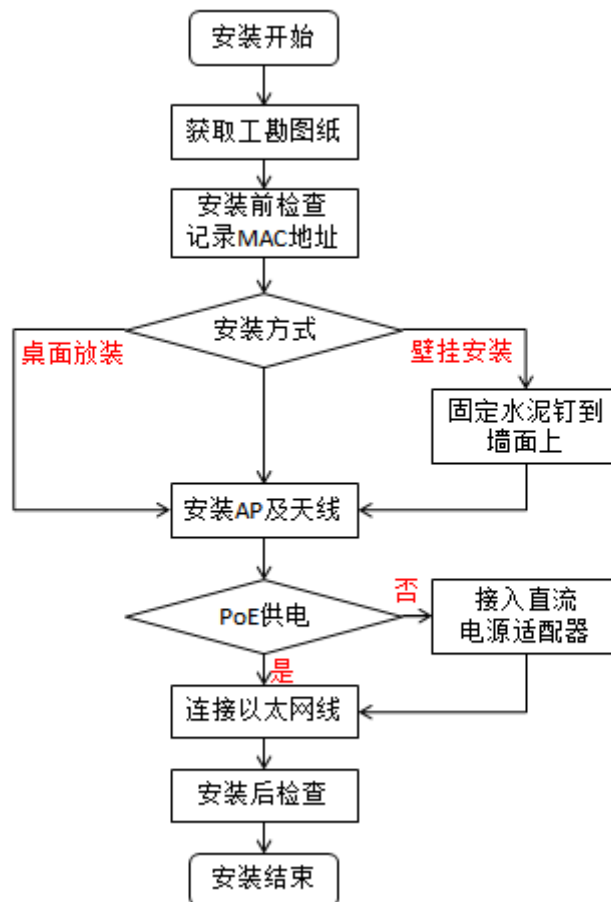 安装开始
获取工勘图纸
安装前检查
记录MAC地址
安装方式
桌面放装
壁挂安装
固定水泥钉到
墙面上
安装AP及天线
PoE供电
否
接入直流
电源适配器
是
连接以太网线
安装后检查
安装结束